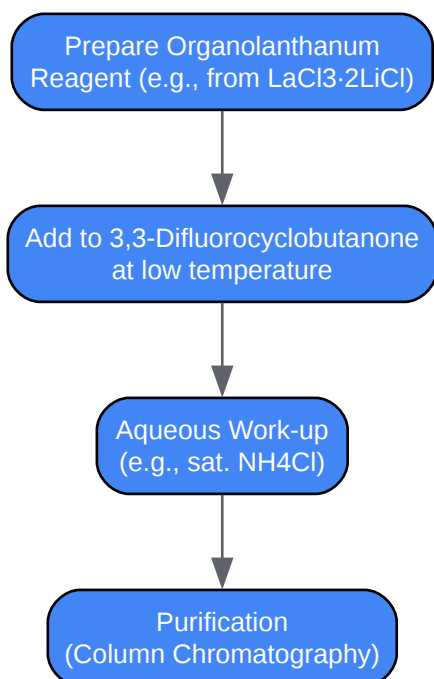 Prepare Organolanthanum
Reagent (e.g., from LaCl3·2LiCl)
Add to 3,3-Difluorocyclobutanone
at low temperature
Aqueous Work-up
(e.g., sat. NH4Cl)
Purification
(Column Chromatography)